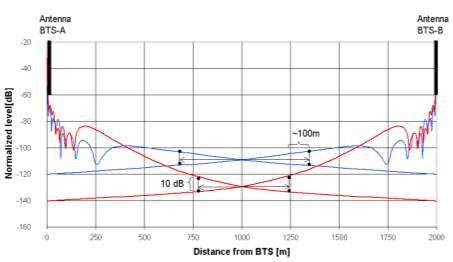 Antenna
BTS-A
Antenna
BTS-B
-20
-40
-60
-80
-100
-120
-140
-160
Normalized level[dB]
~100m
10 dB
0
250
500
750
1000
1250
1500
1750
2000
Distance from BTS [m]